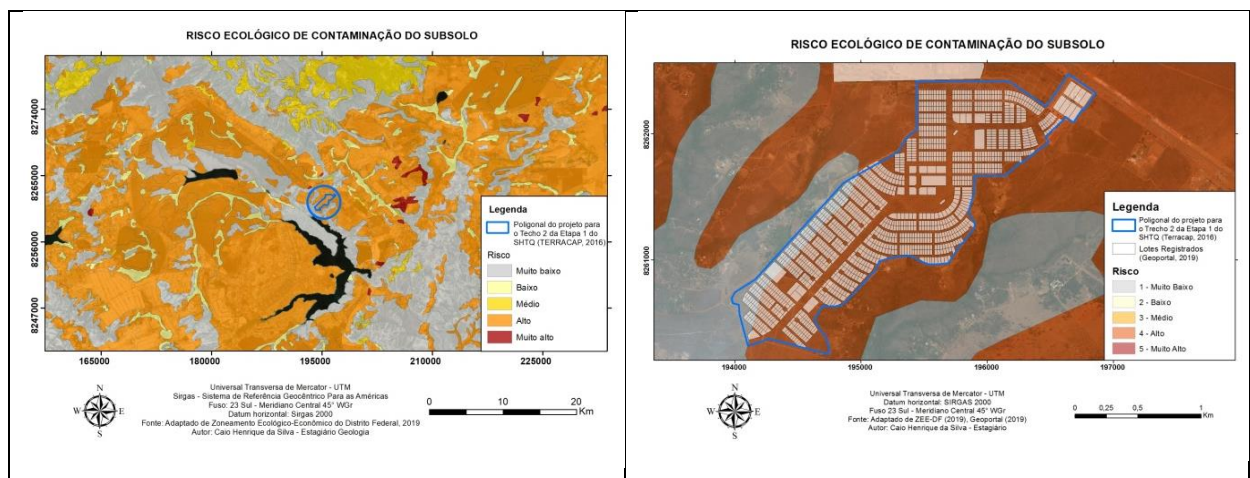 RISCO ECOLÓGICO DE CONTAMINAÇÃO DO SUBSOLO
8274000
8265000
8256000
8247000
165000
180000
195000
210000
225000
Legenda
Poligonal do projeto para
o Techo 2 da Etapa 1 do
SHTQ (TERRACAP, 2016)
Risco
Muito baixo
Baixo
Médio
Alto
Muito alto
N
W
E
S
Universal Transversa de Mercator - UTM
Sirgas - Sistema de Referência Geocêntrico Para as Américas
Fuso: 23 Sul - Meridiano Central 45° WGr
Datum horizontal: Sirgas 2000
Fonte: Adaptado de Zoneamento Ecológico-Econômico do Distrito Federal, 2019
Autor: Caio Henrique da Silva - Estagiário Geologia
0
10
20
Km
RISCO ECOLÓGICO DE CONTAMINAÇÃO DO SUBSOLO
8262000
8261000
194000
195000
196000
197000
Legenda
Poligonal do projeto para
o Trecho 2 da Etapa 1 do
SHTQ (Terracap, 2016)
Lotes Registrados
(Geoportal, 2019)
Risco
1 - Muito Baixo
2 - Baixo
3 - Médio
4 - Alto
5 - Muito Alto
N
W
E
S
Universal Transversa de Mercator - UTM
Datum horizontal: SIRGAS 2000
Fuso 23 Sul - Meridiano Central 45° WGr
Fonte: Adaptado de ZEE-DF (2019), Geoportal (2019)
Autor: Caio Henrique da Silva - Estagiário
0
0,25
0,5
1
Km